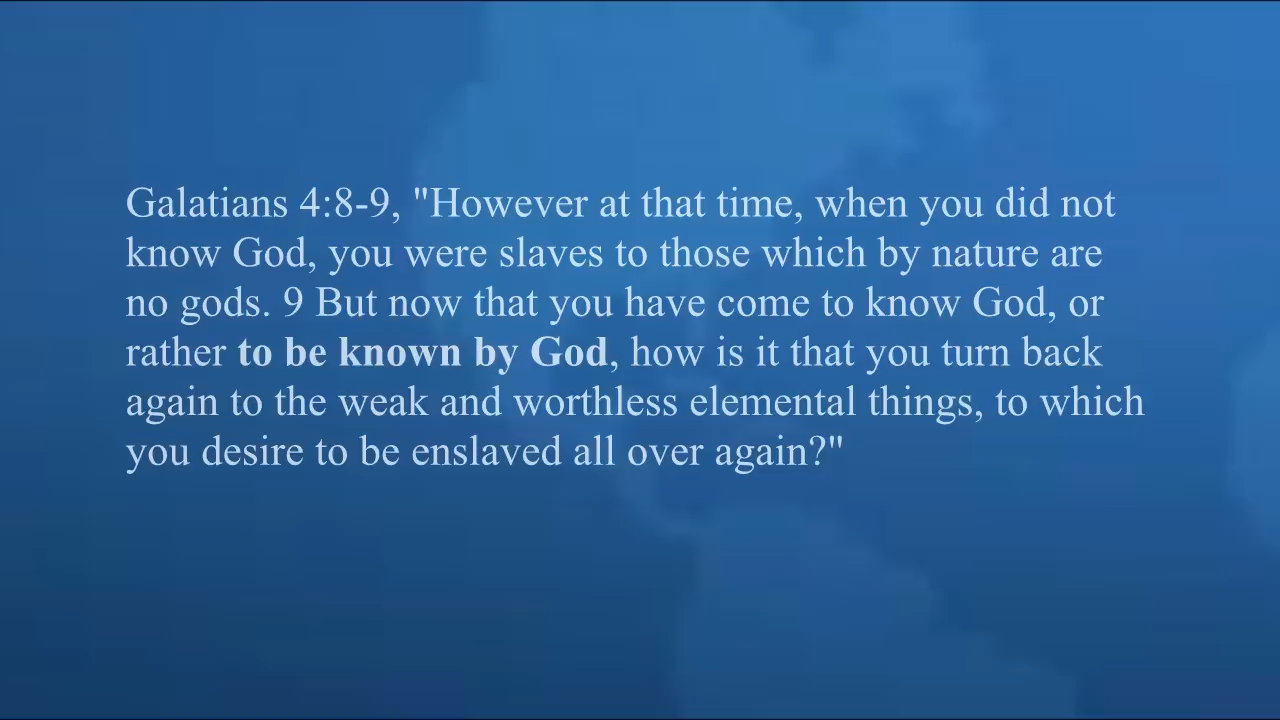 Galatians 4:8-9, "However at that time, when you did not
know God, you were slaves to those which by nature are
no gods. 9 But now that you have come to know God, or
rather to be known by God, how is it that you turn back
again to the weak and worthless elemental things, to which
you desire to be enslaved all over again?"